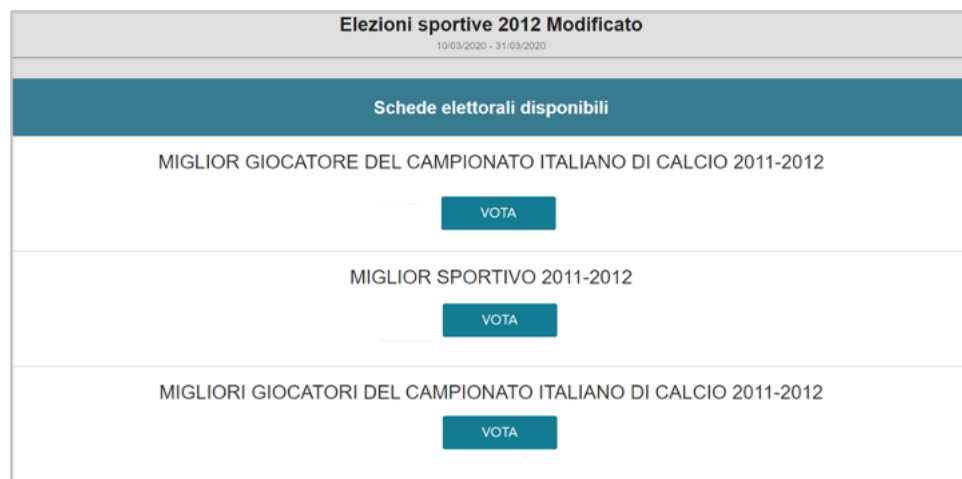 Elezioni sportive 2012 Modificato
10/03/2020 - 31/03/2020
Schede elettorali disponibili
MIGLIOR GIOCATORE DEL CAMPIONATO ITALIANO DI CALCIO 2011-2012
VOTA
MIGLIOR SPORTIVO 2011-2012
VOTA
MIGLIORI GIOCATORI DEL CAMPIONATO ITALIANO DI CALCIO 2011-2012
VOTA